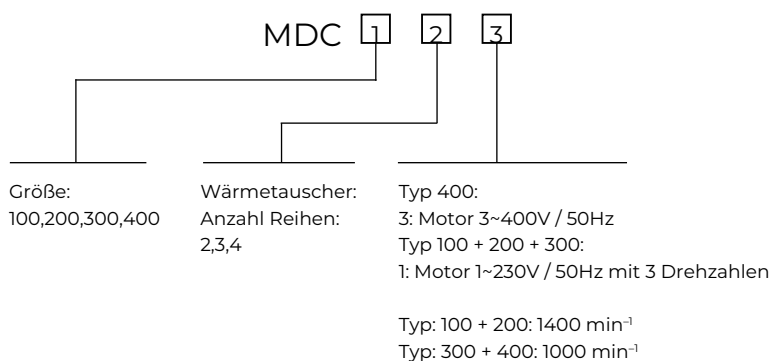 MDC 1 2 3
Größe:
100,200,300,400
Wärmetauscher:
Anzahl Reihen:
2,3,4
Typ 400:
3: Motor 3~400V / 50Hz
Typ 100 + 200 + 300:
1: Motor 1~230V / 50Hz mit 3 Drehzahlen
Typ: 100 + 200: 1400 min⁻¹
Typ: 300 + 400: 1000 min⁻¹